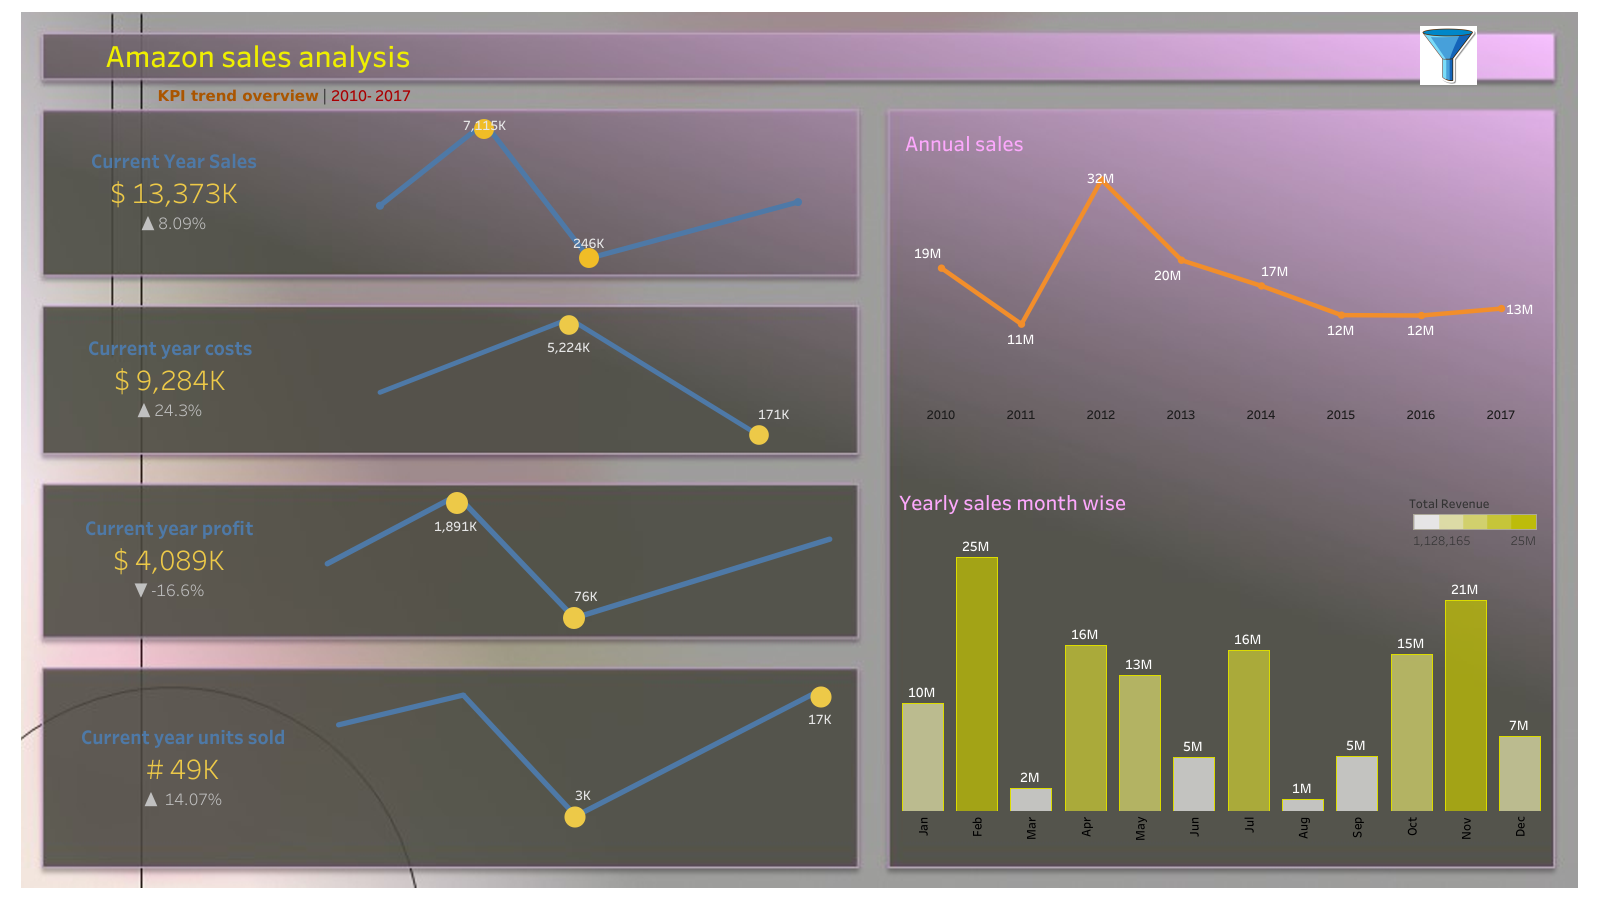 Amazon sales analysis
KPI trend overview | 2010- 2017
Current Year Sales
$ 13,373K
▲ 8.09%
7,115K
246K
Current year costs
$ 9,284K
▲ 24.3%
5,224K
171K
Current year profit
$ 4,089K
▼ -16.6%
1,891K
76K
Current year units sold
# 49K
▲ 14.07%
3K
17K
Annual sales
19M
11M
32M
20M
17M
12M
12M
13M
2010 2011 2012 2013 2014 2015 2016 2017
Yearly sales month wise
Total Revenue
1,128,165 25M
10M
25M
2M
16M
13M
5M
16M
1M
5M
15M
21M
7M
Jan
Feb
Mar
Apr
May
Jun
Jul
Aug
Sep
Oct
Nov
Dec